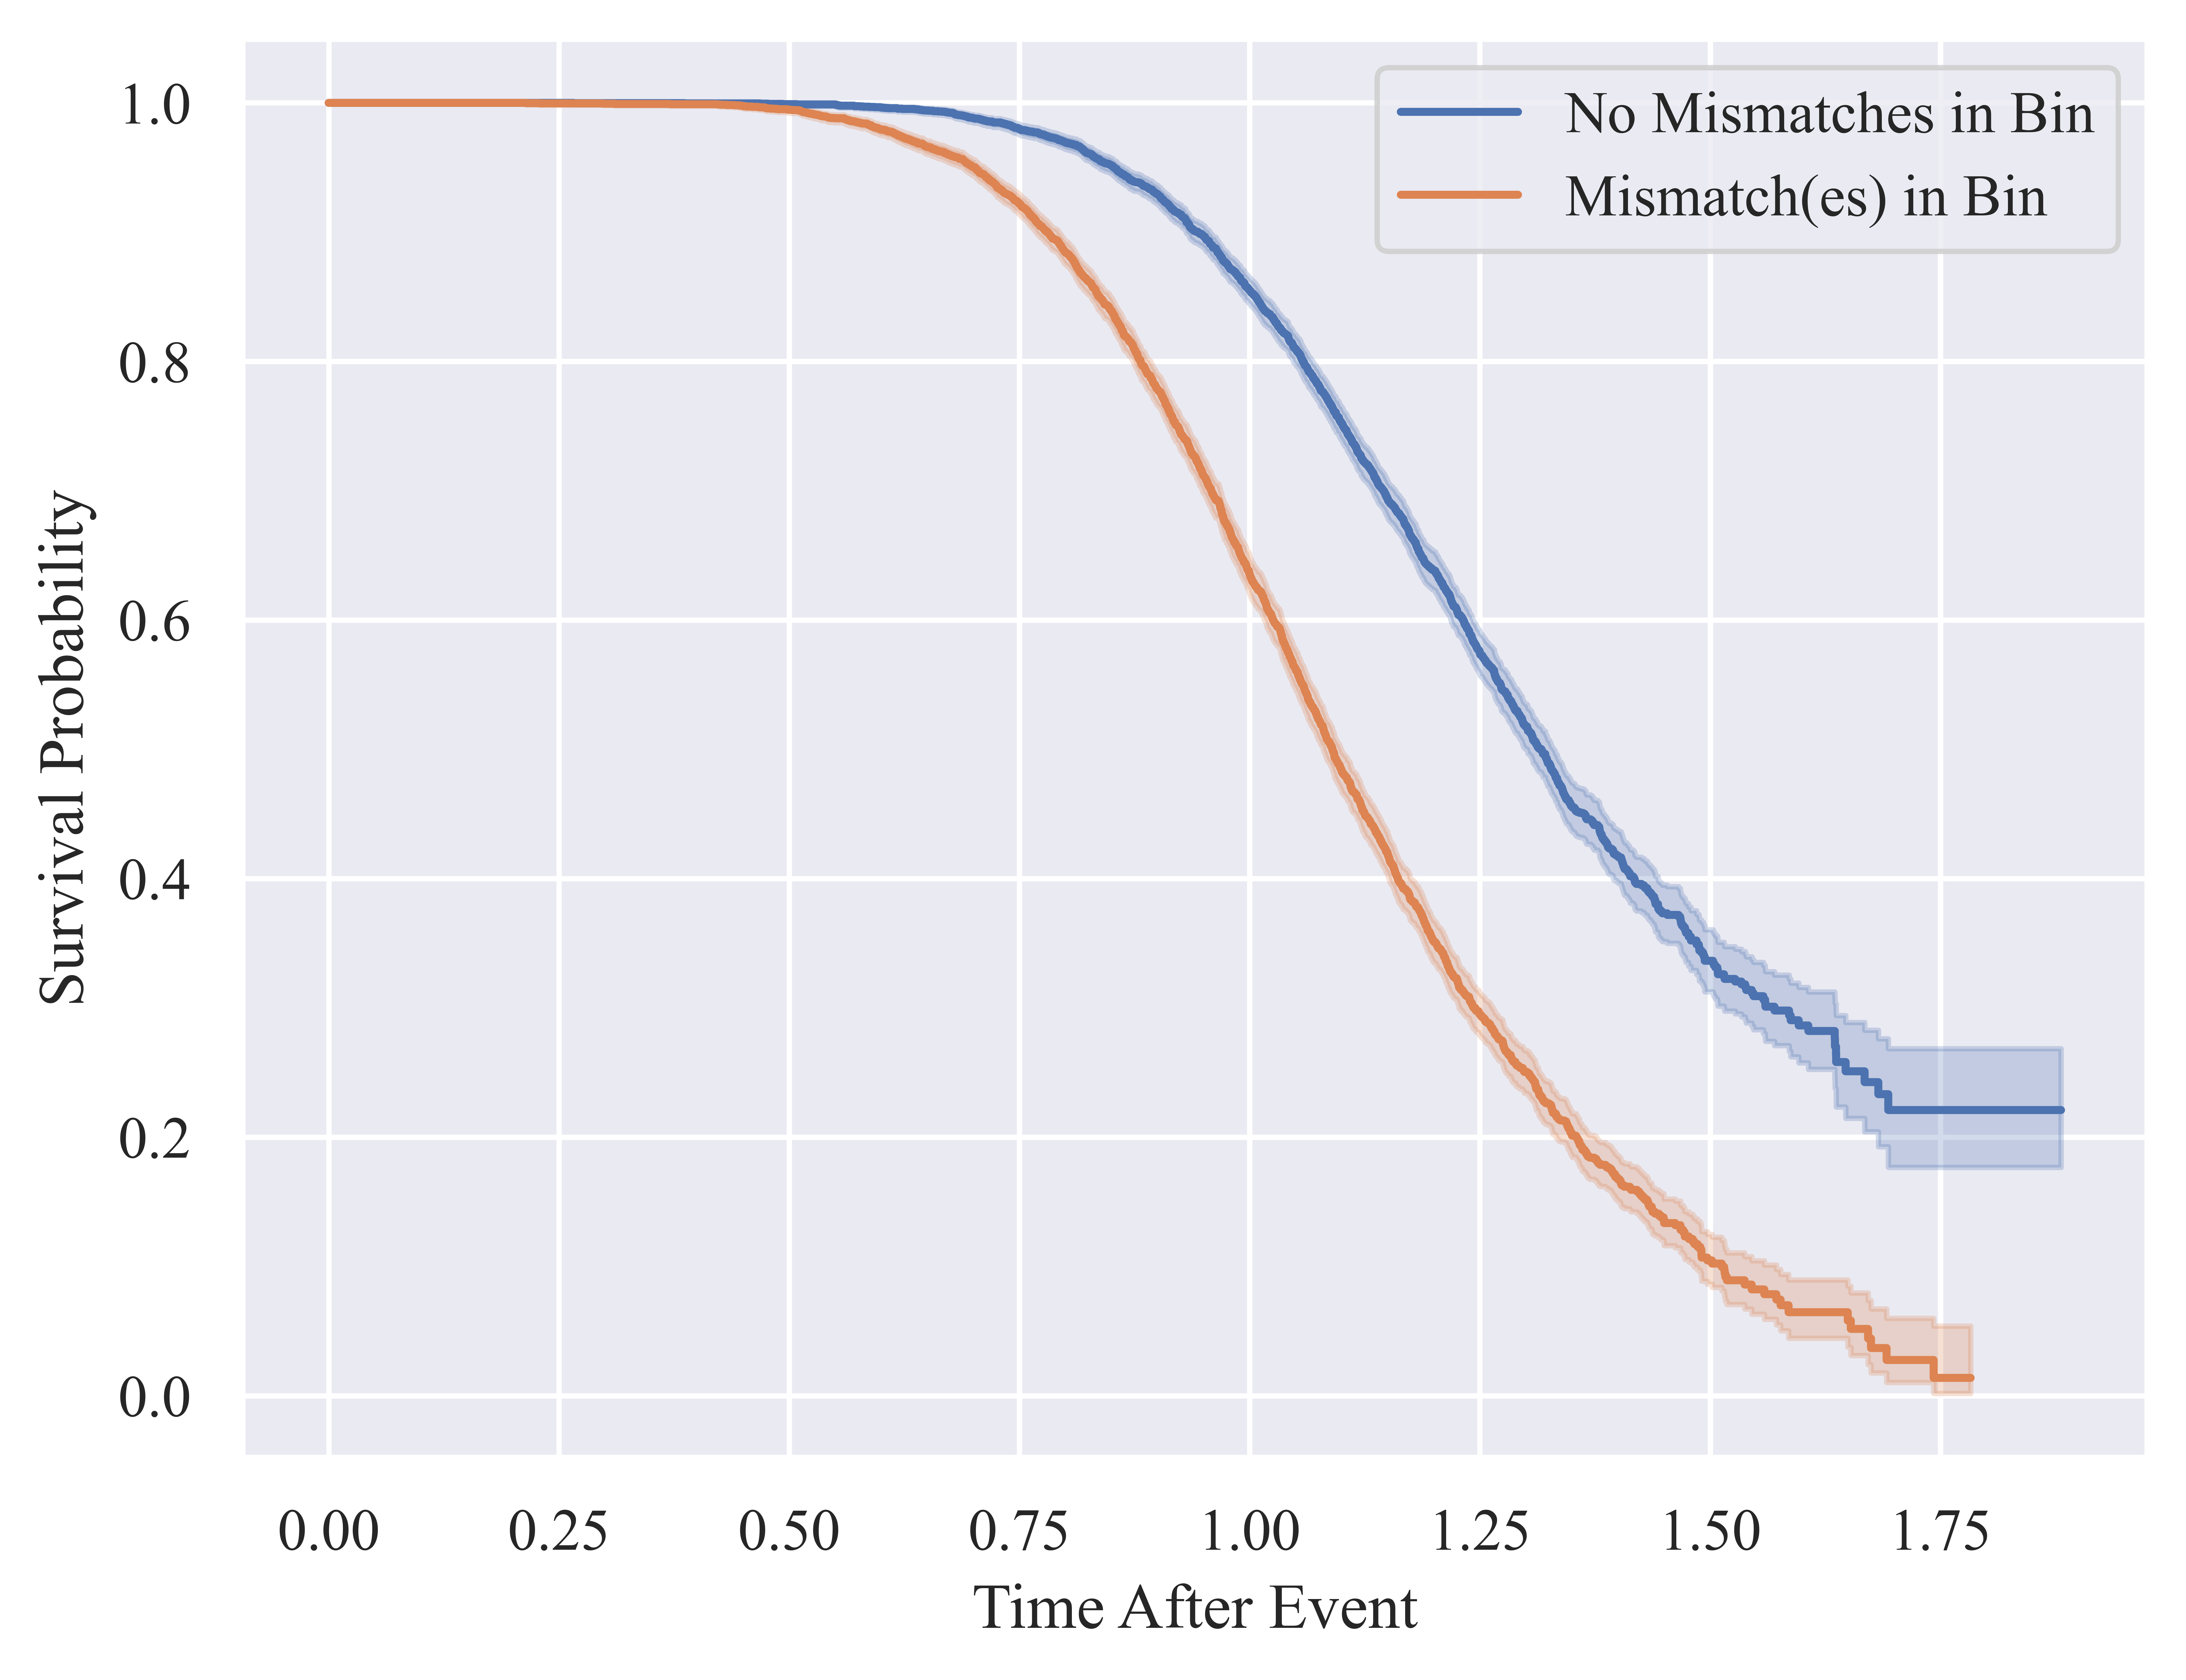 No Mismatches in Bin
Mismatch(es) in Bin
Survival Probability
1.0
0.8
0.6
0.4
0.2
0.0
0.00 0.25 0.50 0.75 1.00 1.25 1.50 1.75
Time After Event